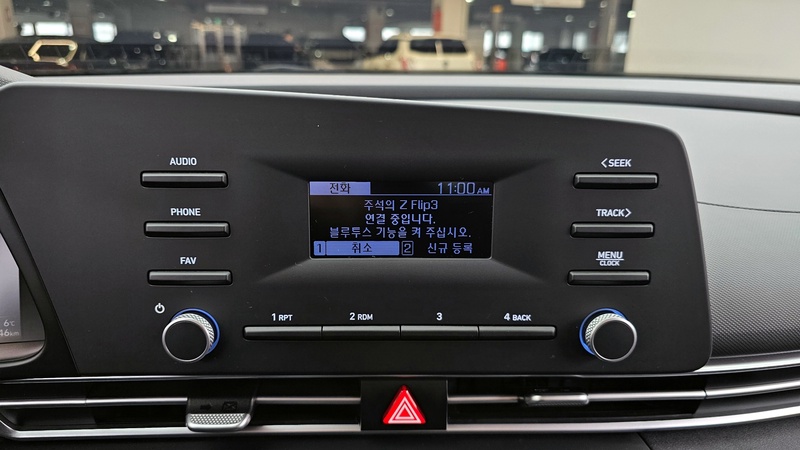 AUDIO
PHONE
FAV
전화 11:00 AM
주석의 Z Flip3
연결 중입니다.
블루투스 기능을 켜 주십시오.
1 취소 2 신규 등록
<SEEK
TRACK>
MENU
CLOCK
1 RPT 2 RDM 3 4 BACK
6℃
46km